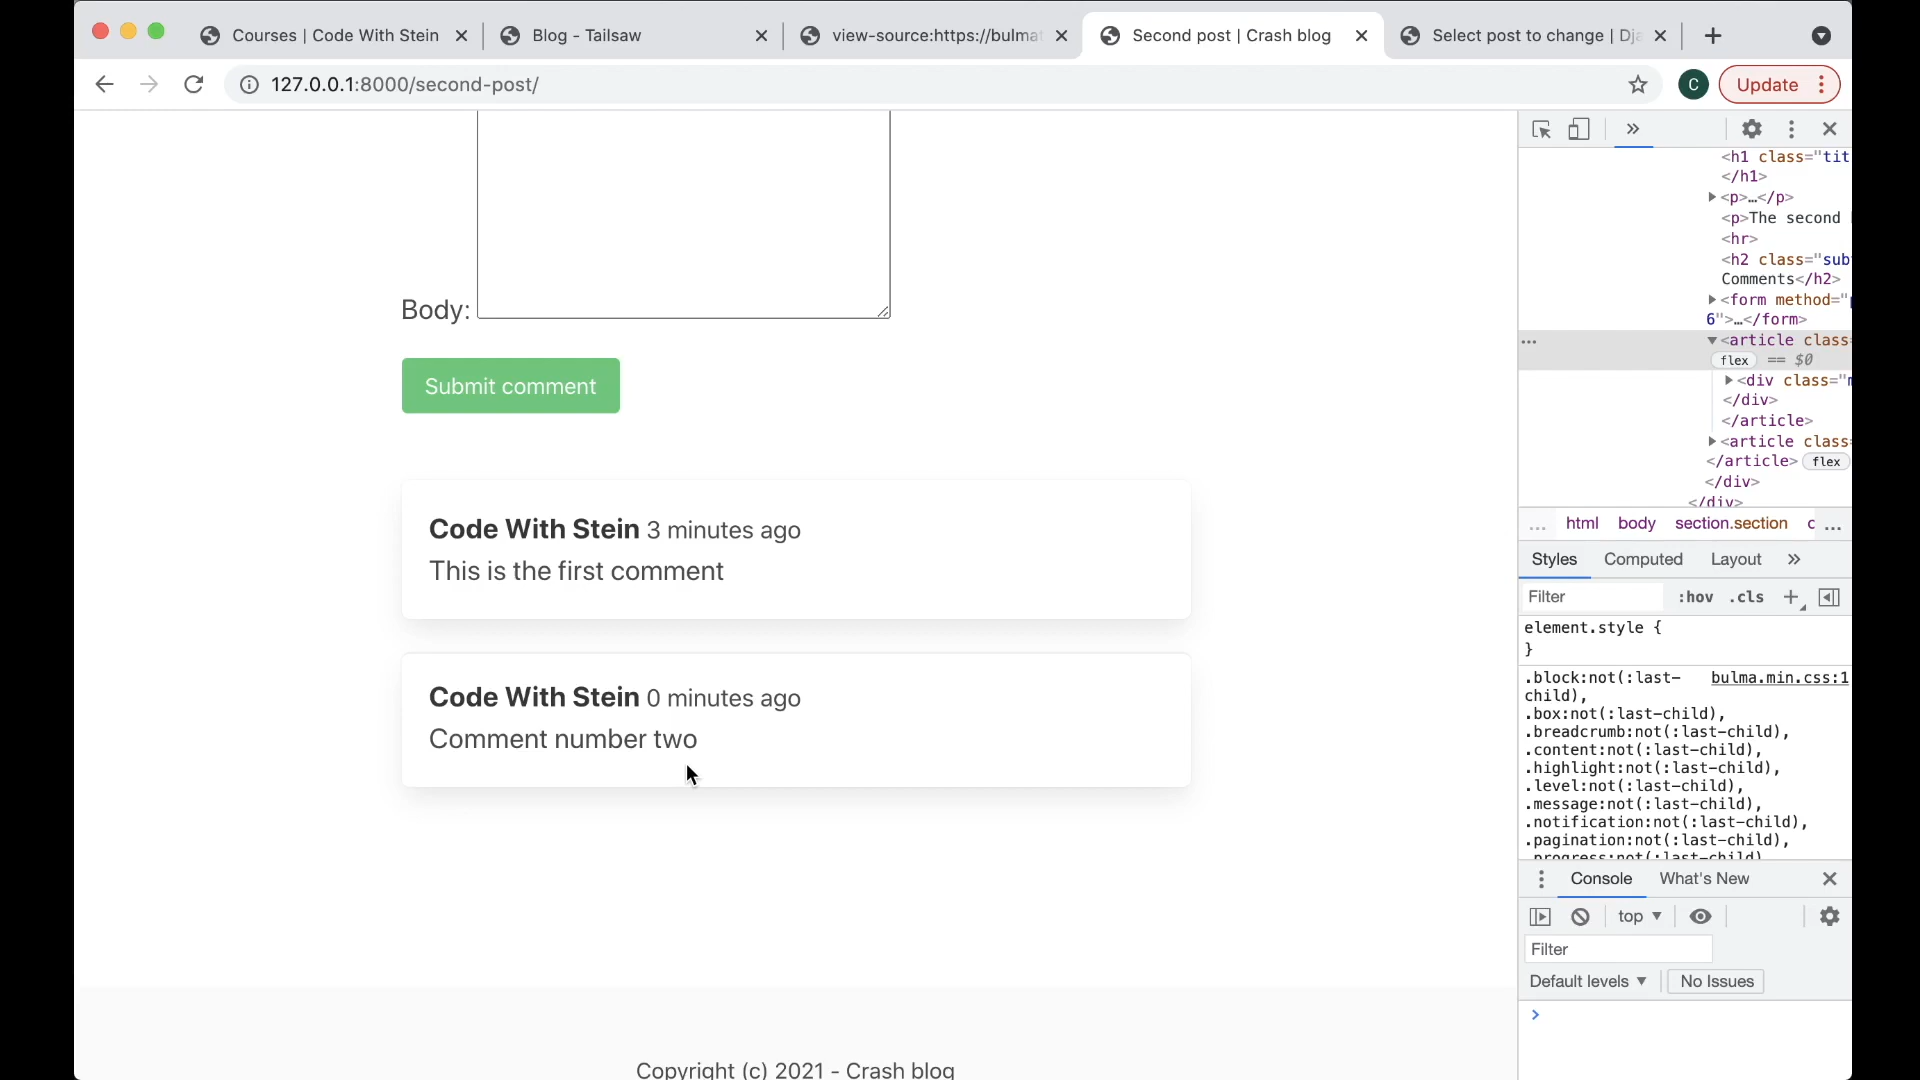 Courses | Code With Stein
Blog - Tailsaw
view-source:https://bulma
Second post | Crash blog
Select post to change | Dja
127.0.0.1:8000/second-post/
C
Update
Body:
Submit comment
Code With Stein 3 minutes ago
This is the first comment
Code With Stein 0 minutes ago
Comment number two
Copyright (c) 2021 - Crash blog
<h1 class="tit
</h1>
<p>…</p>
<p>The second
<hr>
<h2 class="sub
Comments</h2>
<form method="p
6">…</form>
<article class=
flex == $0
<div class="m
</div>
</article>
<article class=
</article> flex
</div>
</div>
... html body section.section c ...
Styles Computed Layout
Filter :hov .cls
element.style {
}
.block:not(:last- bulma.min.css:1
child),
.box:not(:last-child),
.breadcrumb:not(:last-child),
.content:not(:last-child),
.highlight:not(:last-child),
.level:not(:last-child),
.message:not(:last-child),
.notification:not(:last-child),
.pagination:not(:last-child),
.progress:not(:last-child)
Console What's New
top
Filter
Default levels No Issues